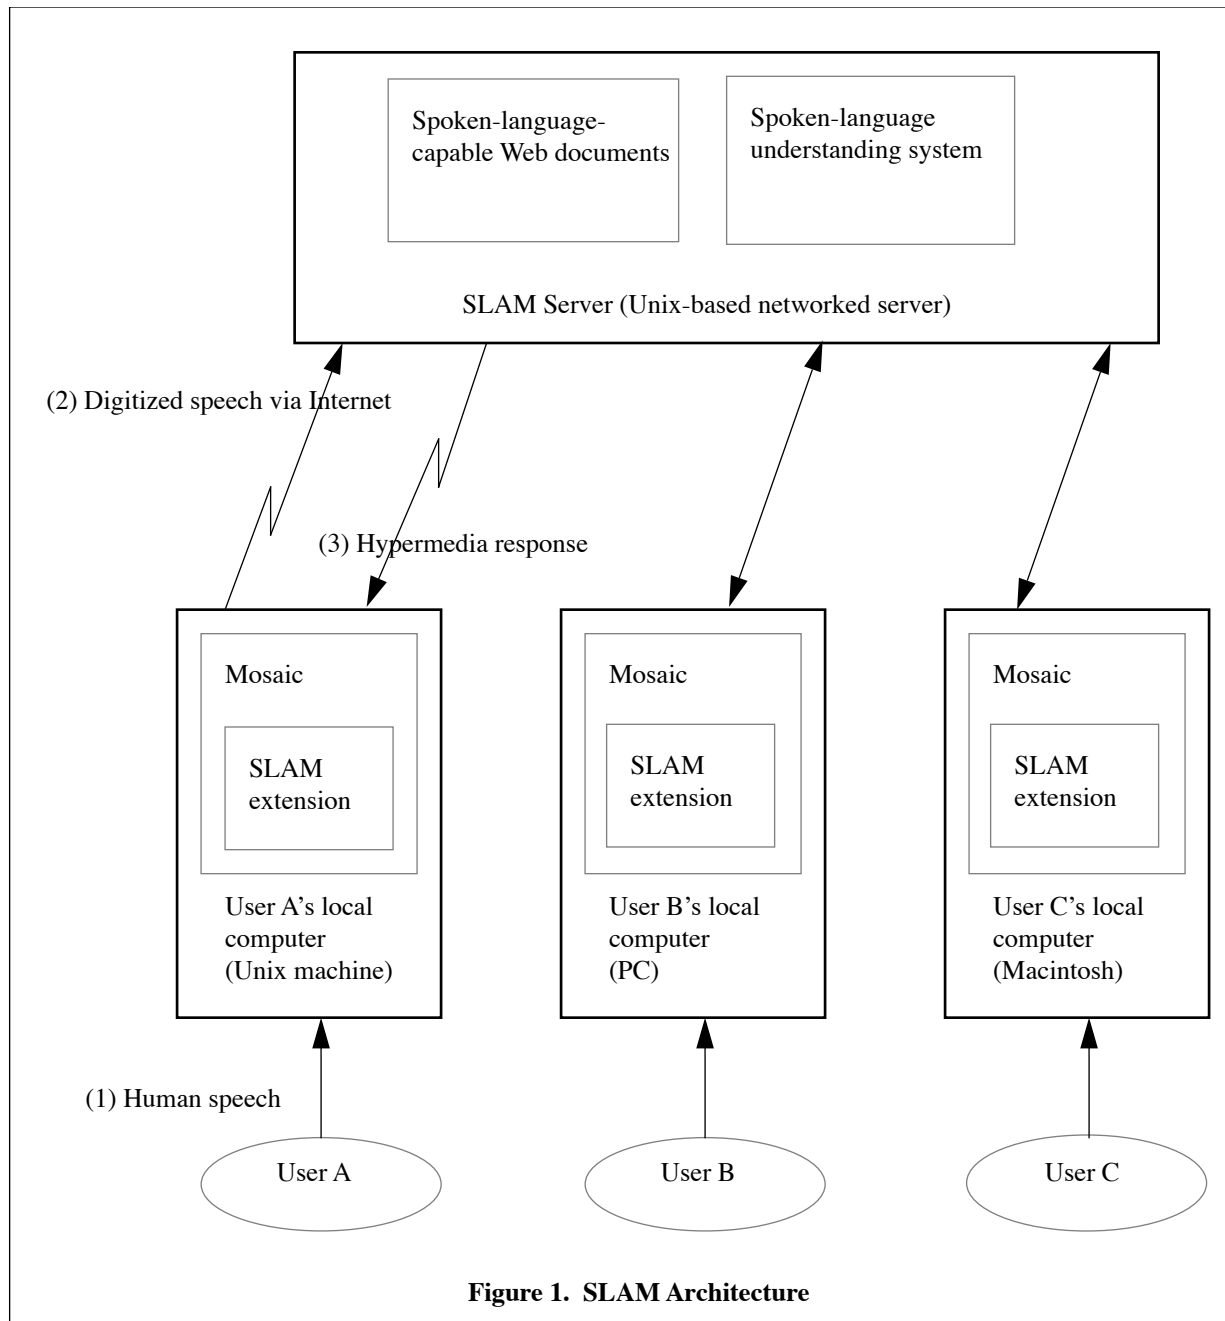 Spoken-language-
capable Web documents
Spoken-language
understanding system
SLAM Server (Unix-based networked server)
(2) Digitized speech via Internet
(3) Hypermedia response
Mosaic
SLAM
extension
User A’s local
computer
(Unix machine)
Mosaic
SLAM
extension
User B’s local
computer
(PC)
Mosaic
SLAM
extension
User C’s local
computer
(Macintosh)
(1) Human speech
User A
User B
User C
Figure 1.  SLAM Architecture